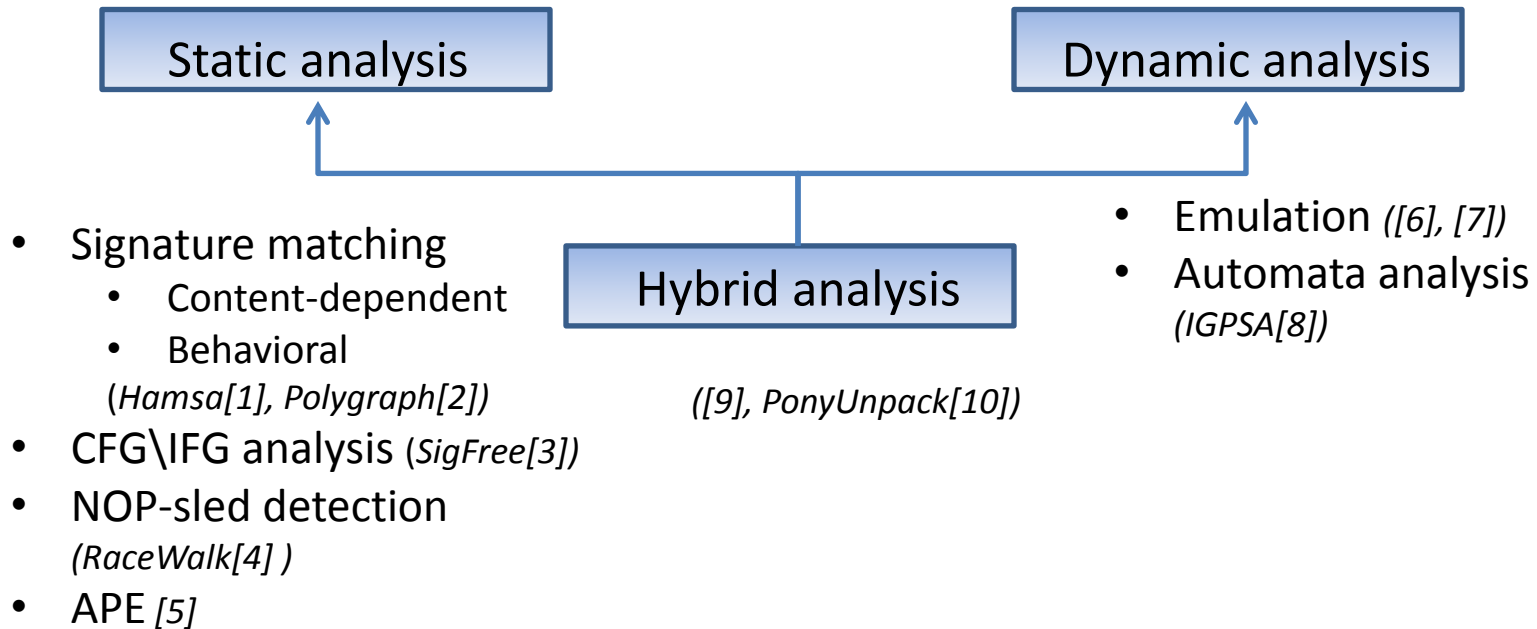 Static analysis
Dynamic analysis
Hybrid analysis
• Signature matching
• Content-dependent
• Behavioral
(Hamsa[1], Polygraph[2])
• CFG\IFG analysis (SigFree[3])
• NOP-sled detection
(RaceWalk[4] )
• APE [5]
([9], PonyUnpack[10])
• Emulation ([6], [7])
• Automata analysis
(IGPSA[8])